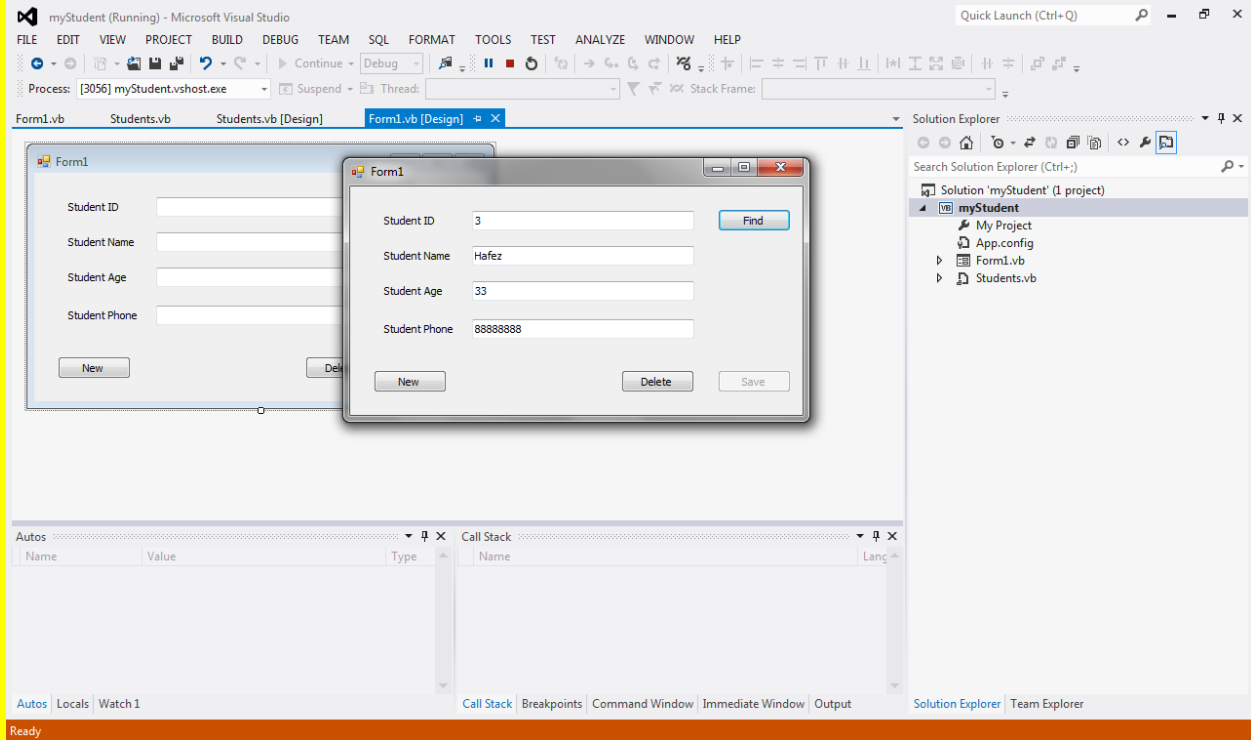 myStudent (Running) - Microsoft Visual Studio
Quick Launch (Ctrl+Q)
FILE EDIT VIEW PROJECT BUILD DEBUG TEAM SQL FORMAT TOOLS TEST ANALYZE WINDOW HELP
Continue Debug
Process: [3056] myStudent.vshost.exe Suspend Thread: Stack Frame:
Form1.vb Students.vb Students.vb [Design] Form1.vb [Design]
Form1
Student ID
Student Name
Student Age
Student Phone
New
Form1
Student ID 3 Find
Student Name Hafez
Student Age 33
Student Phone 88888888
New Delete Save
Solution Explorer
Search Solution Explorer (Ctrl+;)
Solution 'myStudent' (1 project)
VB myStudent
My Project
App.config
Form1.vb
Students.vb
Autos
Name Value Type
Call Stack
Name Lang
Autos Locals Watch 1
Call Stack Breakpoints Command Window Immediate Window Output
Solution Explorer Team Explorer
Ready